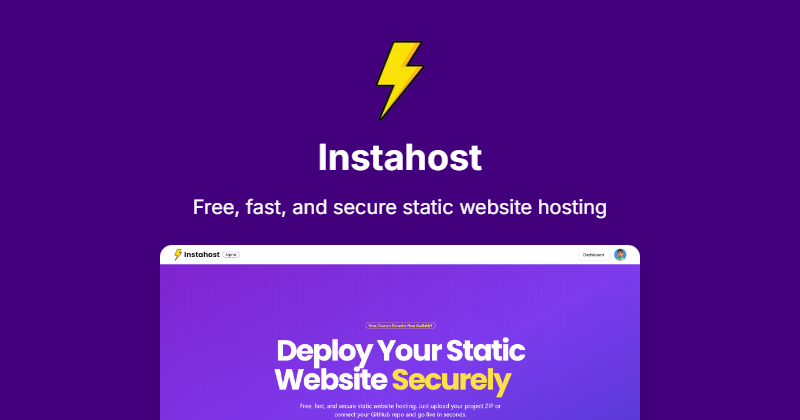 Instahost
Free, fast, and secure static website hosting
Instahost Alpha
Dashboard
New: Custom Domains Now Available!
Deploy Your Static
Website Securely
Free, fast, and secure static website hosting. Just upload your project ZIP or
connect your GitHub repo and go live in seconds.